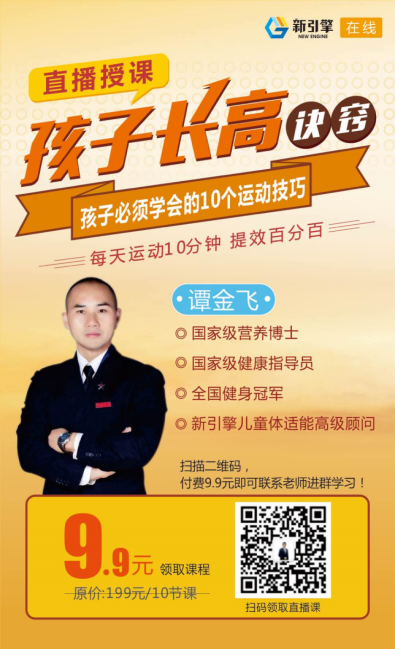 新引擎
NEW ENGINE
在线
直播授课
孩子长高诀窍
孩子必须学会的10个运动技巧
每天运动10分钟 提效百分百
·谭金飞·
◎ 国家级营养博士
◎ 国家级健康指导员
◎ 全国健身冠军
◎ 新引擎儿童体适能高级顾问
扫描二维码，
付费9.9元即可联系老师进群学习！
9.9元 领取课程
原价:199元/10节课
扫码领取直播课